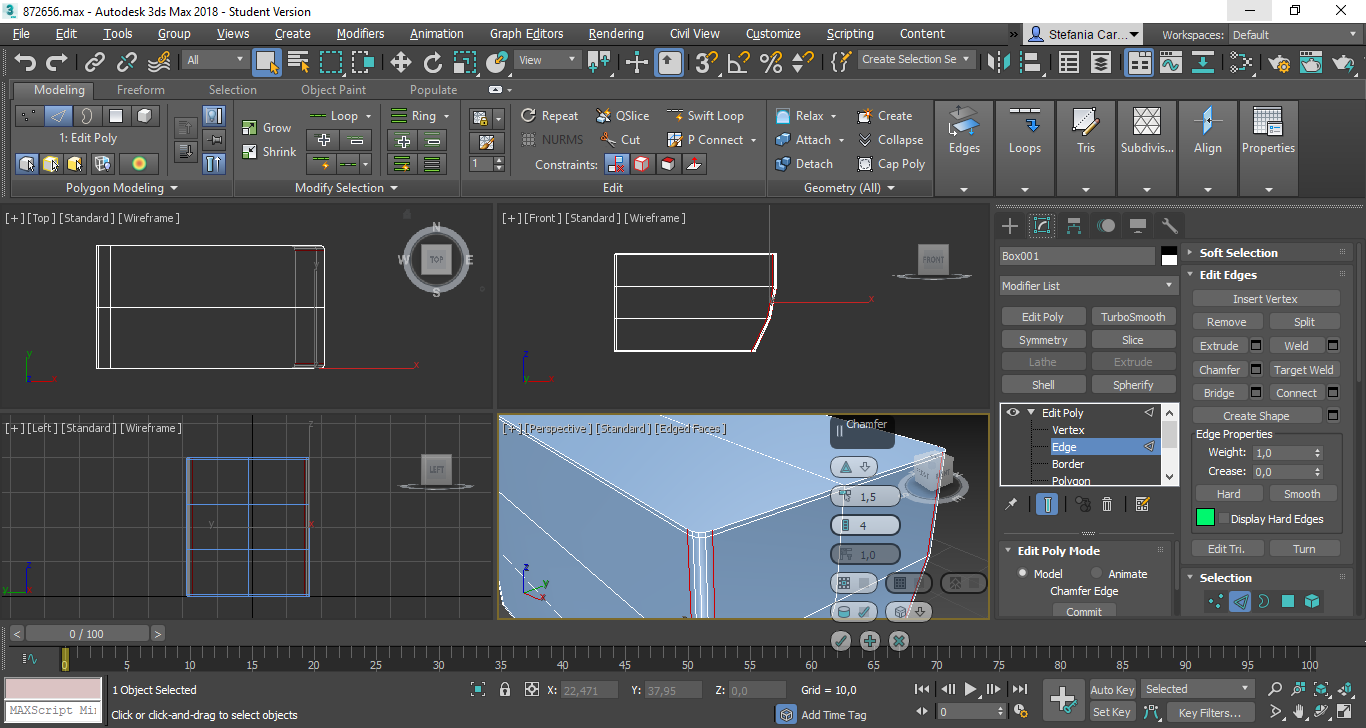 872656.max - Autodesk 3ds Max 2018 - Student Version
File Edit Tools Group Views Create Modifiers Animation Graph Editors Rendering Civil View Customize Scripting Content » Stefania Car... Workspaces: Default
All View Create Selection Se
Modeling Freeform Selection Object Paint Populate
1: Edit Poly
Polygon Modeling
Grow
Shrink
Loop Ring
Modify Selection
1
Repeat QSlice Swift Loop
NURMS Cut P Connect
Constraints:
Edit
Relax Create
Attach Collapse
Detach Cap Poly
Geometry (All)
Edges Loops Tris Subdivis... Align Properties
[+] [Top] [Standard] [Wireframe]
N
W TOP E
S
y
z x
x
[+] [Front] [Standard] [Wireframe]
FRONT
z
y x
x
[+] [Left] [Standard] [Wireframe]
LEFT
z
y x
z
y
[+] [Perspective] [Standard] [Edged Faces]
Chamfer
1,5
4
1,0
z
y
x
Box001
Modifier List
Edit Poly TurboSmooth
Symmetry Slice
Lathe Extrude
Shell Spherify
Edit Poly
Vertex
Edge
Border
Polygon
Edit Poly Mode
Model Animate
Chamfer Edge
Commit
Soft Selection
Edit Edges
Insert Vertex
Remove Split
Extrude Weld
Chamfer Target Weld
Bridge Connect
Create Shape
Edge Properties
Weight: 1,0
Crease: 0,0
Hard Smooth
Display Hard Edges
Edit Tri. Turn
Selection
< 0 / 100 >
0 5 10 15 20 25 30 35 40 45 50 55 60 65 70 75 80 85 90 95 100
1 Object Selected X: 22,471 Y: 37,95 Z: 0,0 Grid = 10,0
MAXScript Mi
Click or click-and-drag to select objects
Add Time Tag
0
Auto Key Selected
Set Key Key Filters...